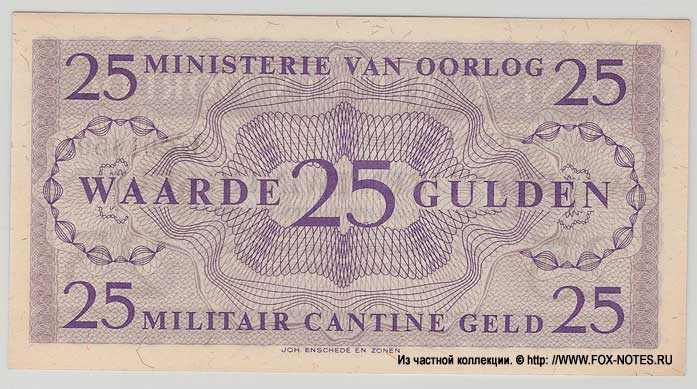 25 MINISTERIE VAN OORLOG 25
WAARDE 25 GULDEN
25 MILITAIR CANTINE GELD 25
JOH. ENSCHEDE EN ZONEN
Из частной коллекции. © http: //WWW.FOX-NOTES.RU